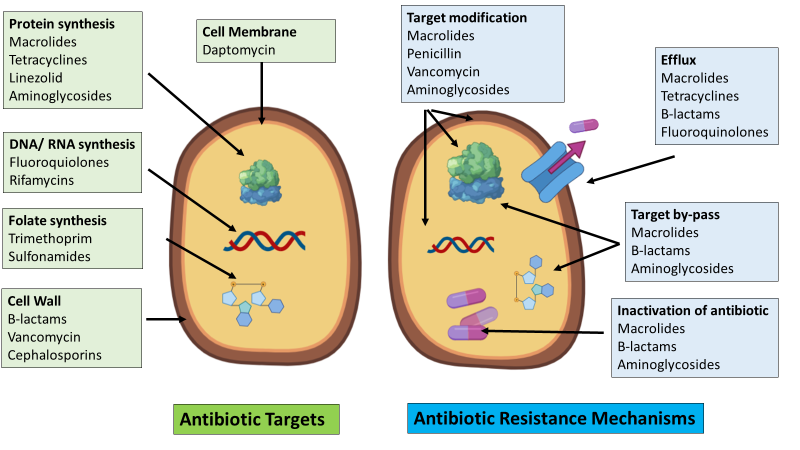 Protein synthesis
Macrolides
Tetracyclines
Linezolid
Aminoglycosides
Cell Membrane
Daptomycin
DNA/ RNA synthesis
Fluoroquiolones
Rifamycins
Folate synthesis
Trimethoprim
Sulfonamides
Cell Wall
B-lactams
Vancomycin
Cephalosporins
Antibiotic Targets
Target modification
Macrolides
Penicillin
Vancomycin
Aminoglycosides
Efflux
Macrolides
Tetracyclines
B-lactams
Fluoroquinolones
Target by-pass
Macrolides
B-lactams
Aminoglycosides
Inactivation of antibiotic
Macrolides
B-lactams
Aminoglycosides
Antibiotic Resistance Mechanisms